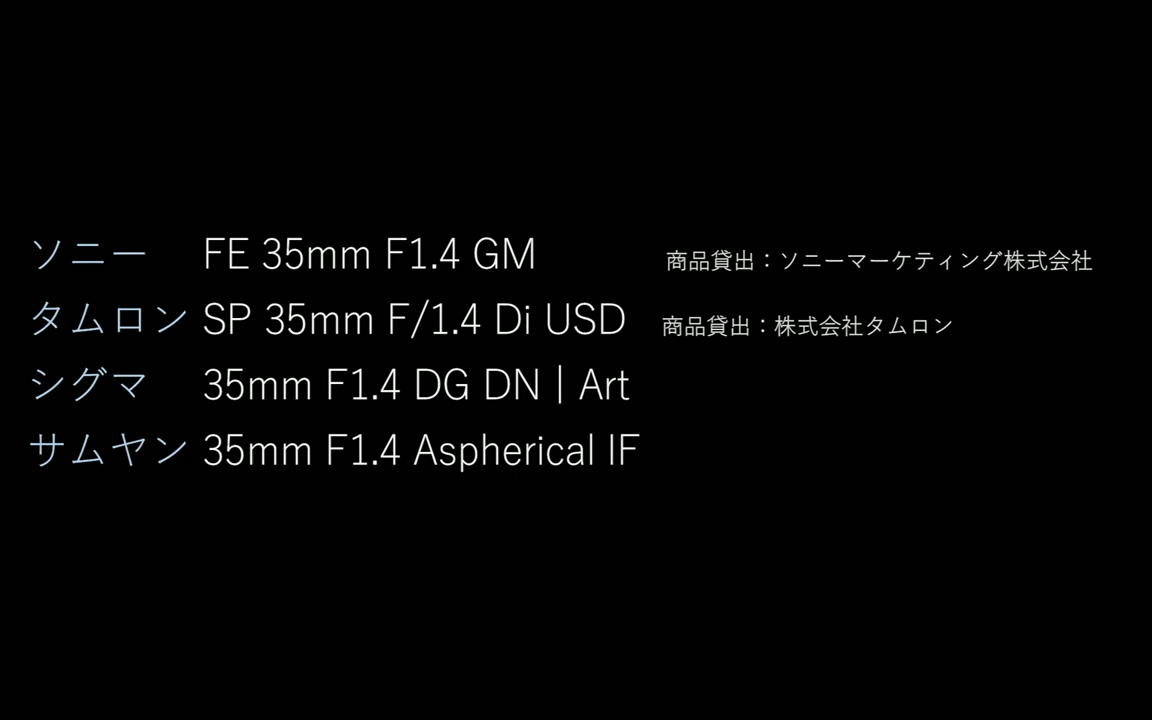 ソニー FE 35mm F1.4 GM 商品貸出：ソニーマーケティング株式会社
タムロン SP 35mm F/1.4 Di USD 商品貸出：株式会社タムロン
シグマ 35mm F1.4 DG DN | Art
サムヤン 35mm F1.4 Aspherical IF